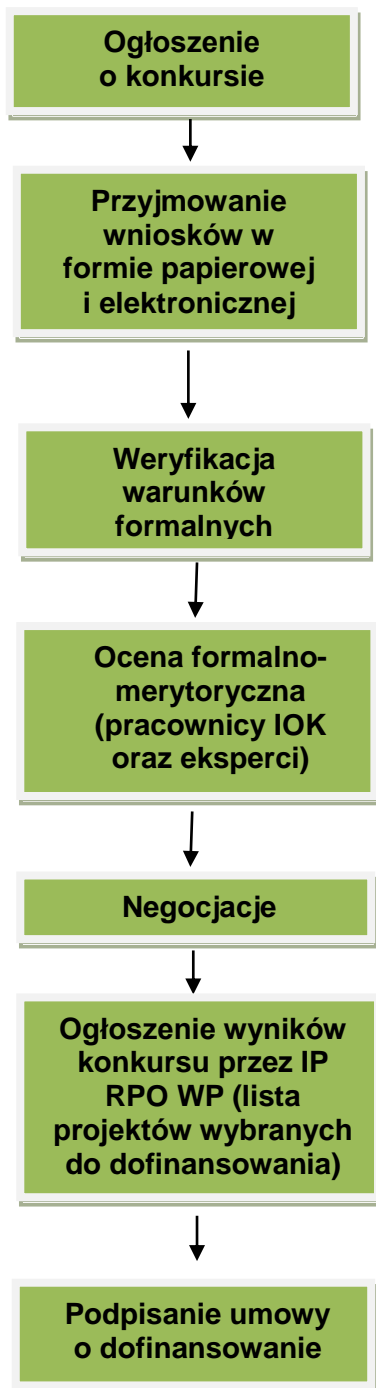 Ogłoszenie
o konkursie
Przyjmowanie
wniosków w
formie papierowej
i elektronicznej
Weryfikacja
warunków
formalnych
Ocena formalno-
merytoryczna
(pracownicy IOK
oraz eksperci)
Negocjacje
Ogłoszenie wyników
konkursu przez IP
RPO WP (lista
projektów wybranych
do dofinansowania)
Podpisanie umowy
o dofinansowanie